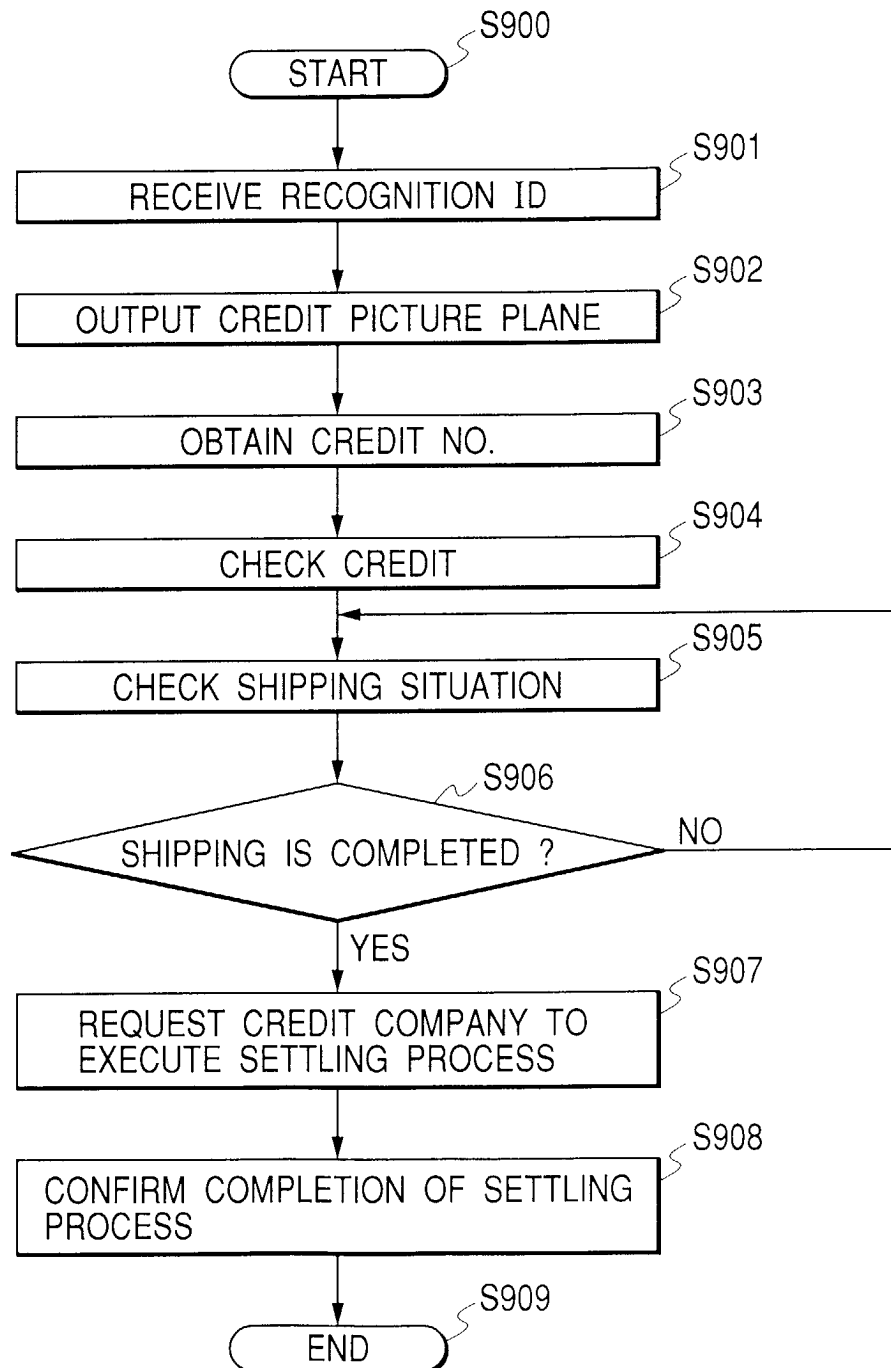 S900
START
S901
RECEIVE RECOGNITION ID
S902
OUTPUT CREDIT PICTURE PLANE
S903
OBTAIN CREDIT NO.
S904
CHECK CREDIT
S905
CHECK SHIPPING SITUATION
S906
SHIPPING IS COMPLETED ?
NO
YES
S907
REQUEST CREDIT COMPANY TO
EXECUTE SETTLING PROCESS
S908
CONFIRM COMPLETION OF SETTLING
PROCESS
S909
END